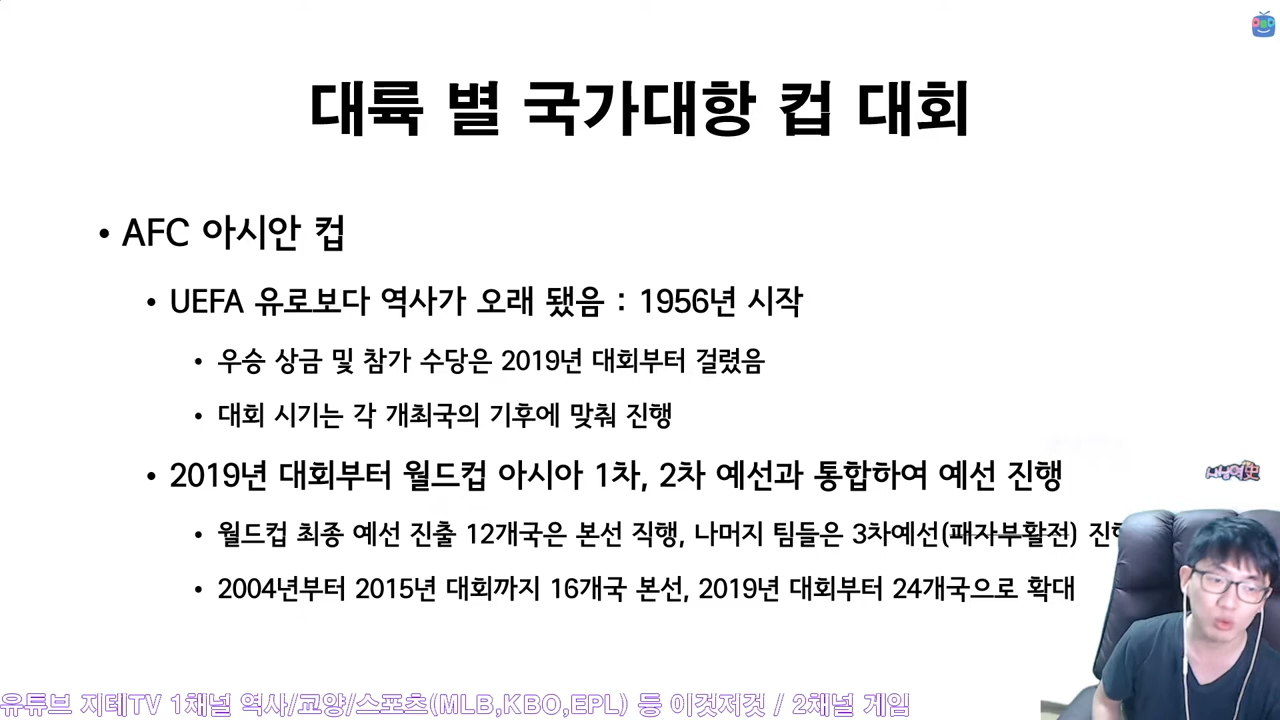 대륙 별 국가대항 컵 대회
• AFC 아시안 컵
• UEFA 유로보다 역사가 오래 됐음 : 1956년 시작
• 우승 상금 및 참가 수당은 2019년 대회부터 걸렸음
• 대회 시기는 각 개최국의 기후에 맞춰 진행
• 2019년 대회부터 월드컵 아시아 1차, 2차 예선과 통합하여 예선 진행
• 월드컵 최종 예선 진출 12개국은 본선 직행, 나머지 팀들은 3차예선(패자부활전)
• 2004년부터 2015년 대회까지 16개국 본선, 2019년 대회부터 24개국으로 확대
유튜브 지테TV 1채널 역사/교양/스포츠(MLB,KBO,EPL) 등 이것저것 / 2채널 게임